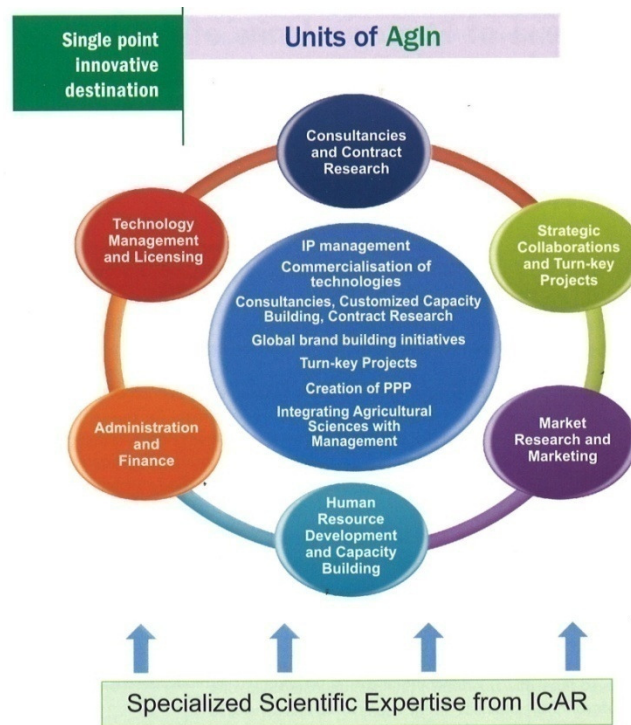 Single point
innovative
destination
Units of AgIn
Consultancies
and Contract
Research
Technology
Management
and Licensing
Strategic
Collaborations
and Turn-key
Projects
IP management
Commercialisation of
technologies
Consultancies, Customized Capacity
Building, Contract Research
Global brand building initiatives
Turn-key Projects
Creation of PPP
Integrating Agricultural
Sciences with
Management
Administration
and
Finance
Market
Research and
Marketing
Human
Resource
Development
and Capacity
Building
Specialized Scientific Expertise from ICAR